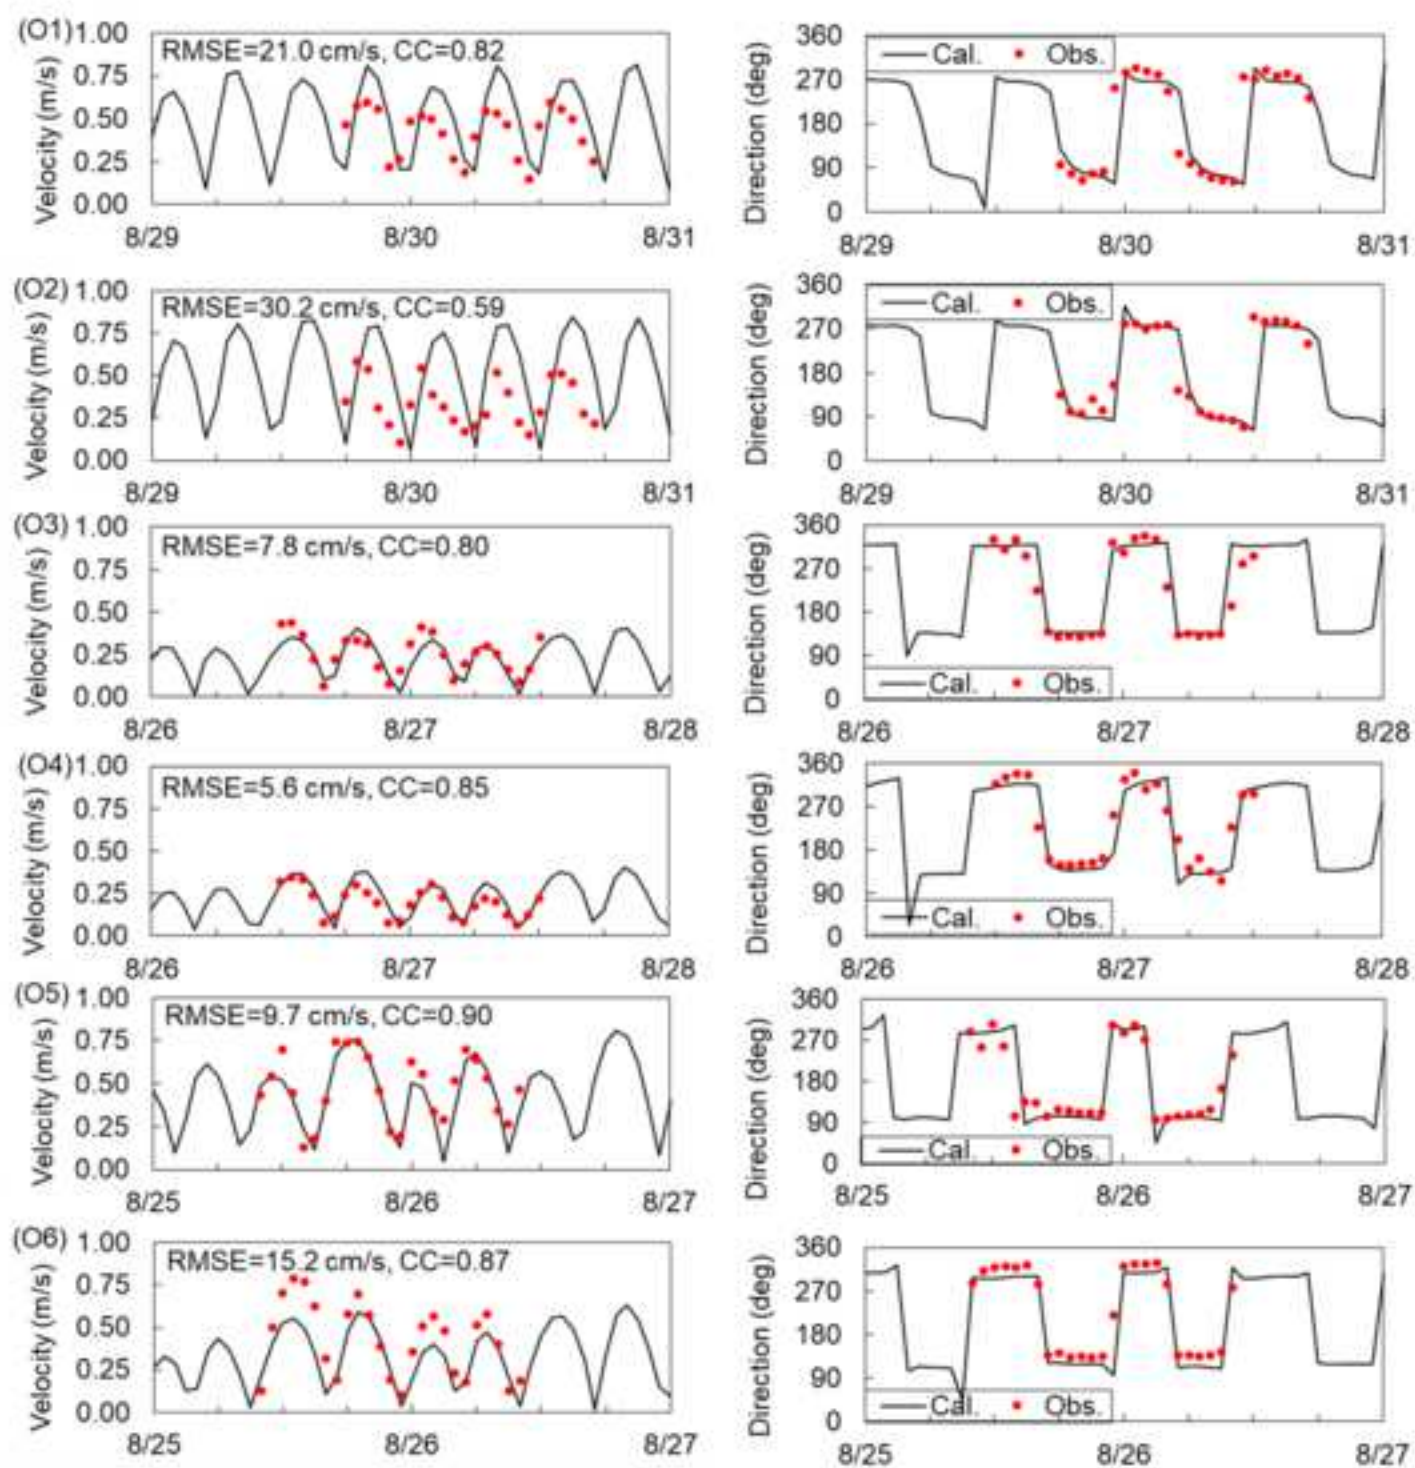 (O1)
Velocity (m/s)
1.00
0.75
0.50
0.25
0.00
RMSE=21.0 cm/s, CC=0.82
8/29 8/30 8/31
Direction (deg)
360
270
180
90
0
Cal. Obs.
8/29 8/30 8/31
(O2)
Velocity (m/s)
1.00
0.75
0.50
0.25
0.00
RMSE=30.2 cm/s, CC=0.59
8/29 8/30 8/31
Direction (deg)
360
270
180
90
0
Cal. Obs.
8/29 8/30 8/31
(O3)
Velocity (m/s)
1.00
0.75
0.50
0.25
0.00
RMSE=7.8 cm/s, CC=0.80
8/26 8/27 8/28
Direction (deg)
360
270
180
90
0
Cal. Obs.
8/26 8/27 8/28
(O4)
Velocity (m/s)
1.00
0.75
0.50
0.25
0.00
RMSE=5.6 cm/s, CC=0.85
8/26 8/27 8/28
Direction (deg)
360
270
180
90
0
Cal. Obs.
8/26 8/27 8/28
(O5)
Velocity (m/s)
1.00
0.75
0.50
0.25
0.00
RMSE=9.7 cm/s, CC=0.90
8/25 8/26 8/27
Direction (deg)
360
270
180
90
0
Cal. Obs.
8/25 8/26 8/27
(O6)
Velocity (m/s)
1.00
0.75
0.50
0.25
0.00
RMSE=15.2 cm/s, CC=0.87
8/25 8/26 8/27
Direction (deg)
360
270
180
90
0
Cal. Obs.
8/25 8/26 8/27